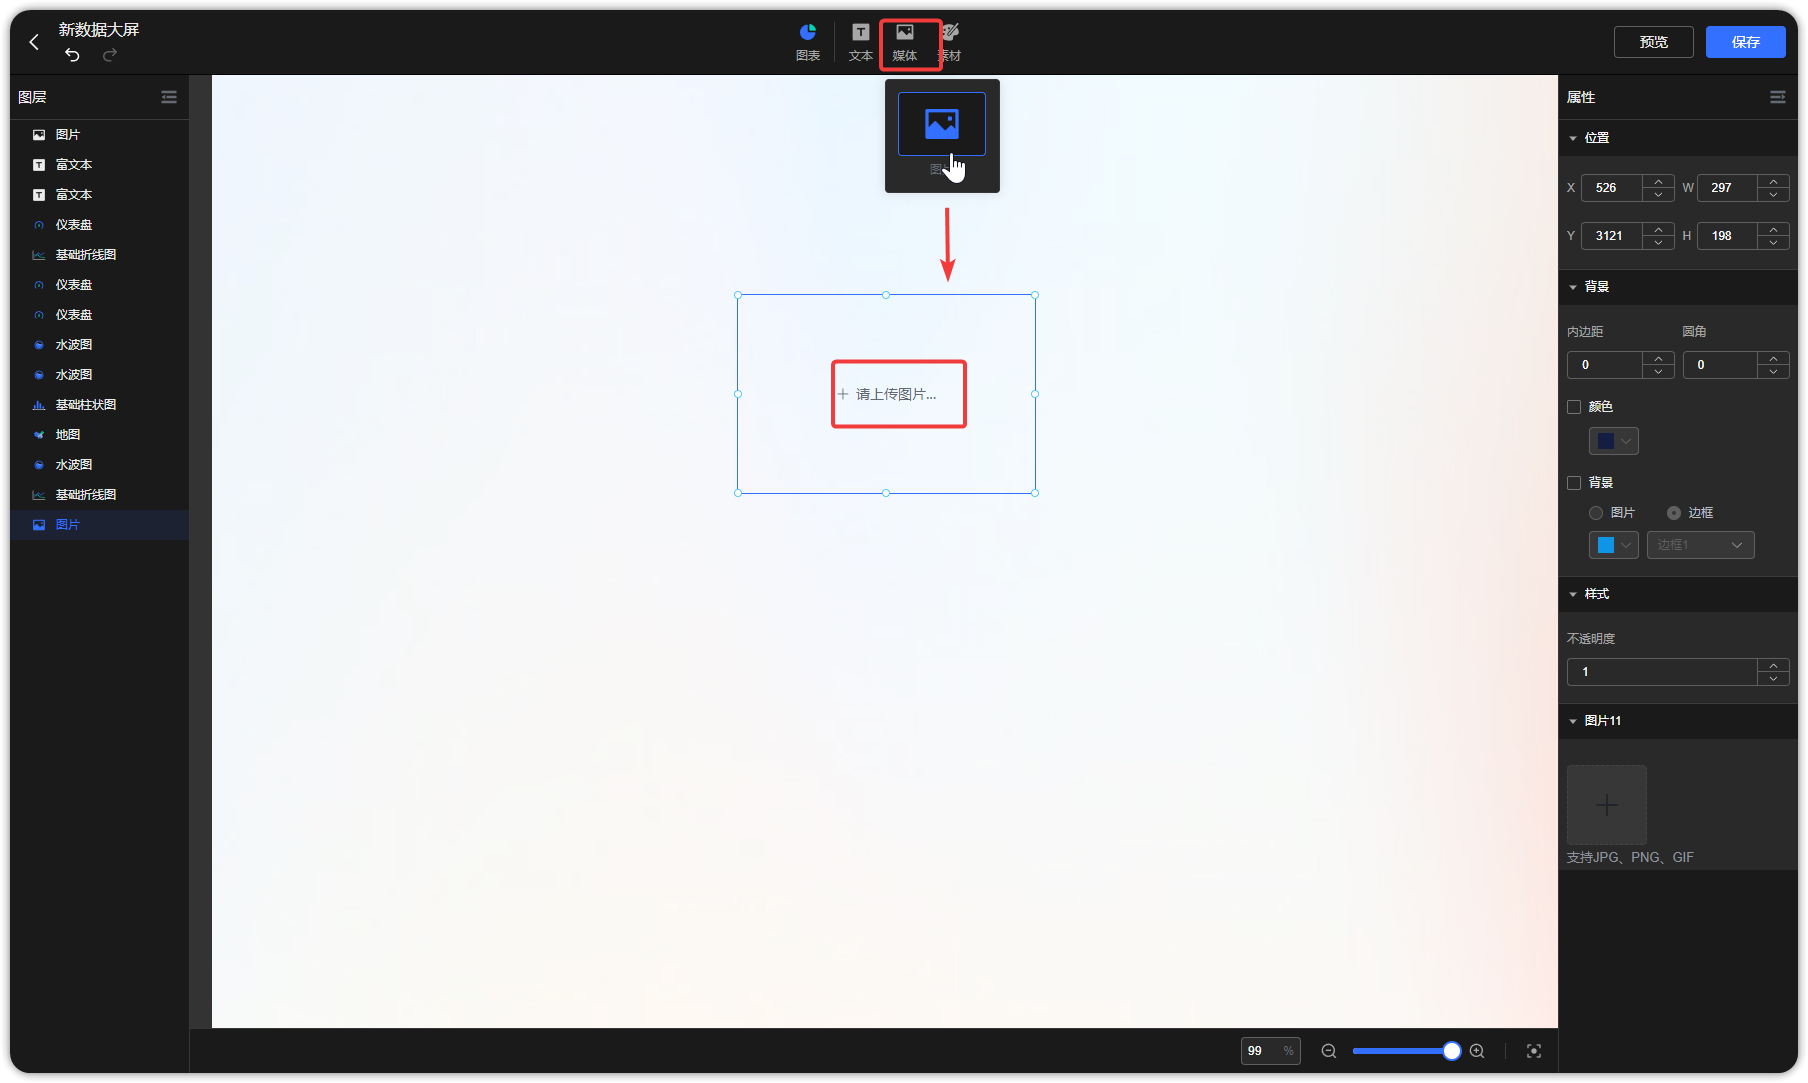 新数据大屏
图表
文本
媒体
素材
预览
保存
图层
图片
富文本
富文本
仪表盘
基础折线图
仪表盘
仪表盘
水波图
水波图
基础柱状图
地图
水波图
基础折线图
图片
图
请上传图片...
99 %
属性
位置
X 526 W 297
Y 3121 H 198
背景
内边距 圆角
0 0
颜色
背景
图片 边框
边框1
样式
不透明度
1
图片11
支持JPG、PNG、GIF